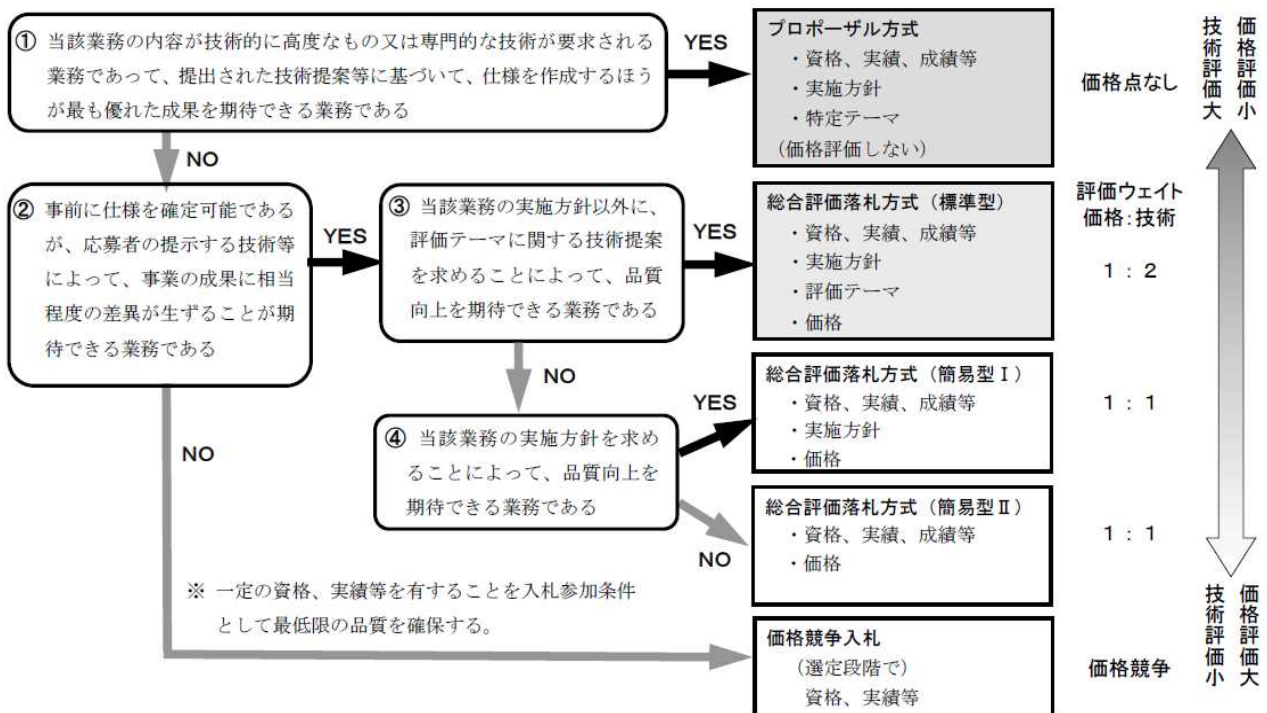 ① 当該業務の内容が技術的に高度なもの又は専門的な技術が要求される
業務であって、提出された技術提案等に基づいて、仕様を作成するほう
が最も優れた成果を期待できる業務である
YES
プロポーザル方式
・資格、実績、成績等
・実施方針
・特定テーマ
(価格評価しない)
価格点なし
技術評価大
価格評価小
NO
② 事前に仕様を確定可能である
が、応募者の提示する技術等
によって、事業の成果に相当
程度の差異が生ずることが期
待できる業務である
YES
③ 当該業務の実施方針以外に、
評価テーマに関する技術提案
を求めることによって、品質
向上を期待できる業務である
YES
総合評価落札方式(標準型)
・資格、実績、成績等
・実施方針
・評価テーマ
・価格
評価ウェイト
価格:技術
1:2
NO
④ 当該業務の実施方針を求め
ることによって、品質向上を
期待できる業務である
YES
総合評価落札方式(簡易型Ⅰ)
・資格、実績、成績等
・実施方針
・価格
1:1
NO
総合評価落札方式(簡易型Ⅱ)
・資格、実績、成績等
・価格
1:1
NO
※ 一定の資格、実績等を有することを入札参加条件
として最低限の品質を確保する。
価格競争入札
(選定段階で)
資格、実績等
価格競争
技術評価小
価格評価大